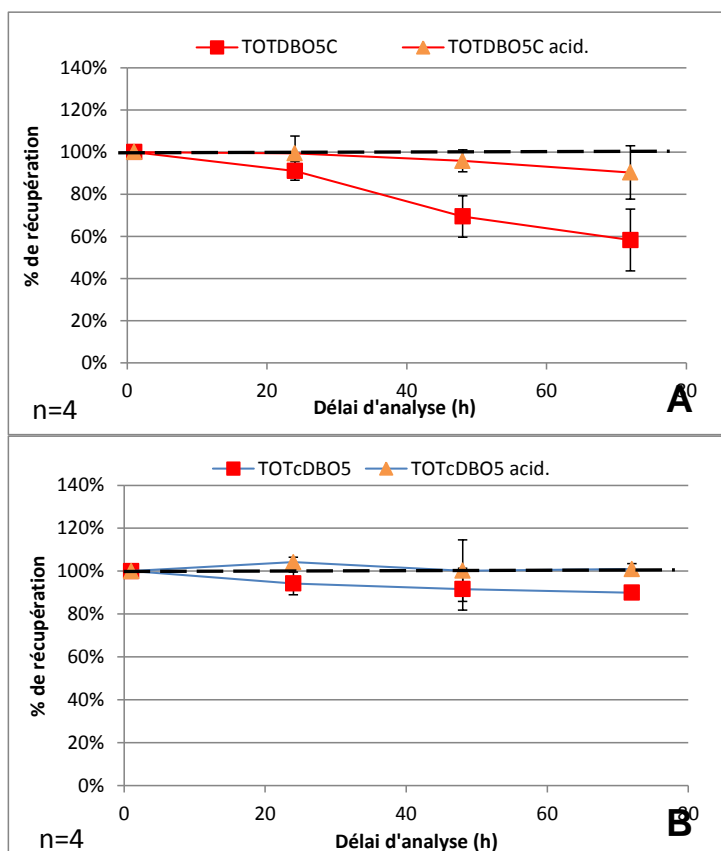 TOTDBO5C TOTDBO5C acid.
140%
120%
100%
80%
60%
40%
20%
0%
% de récupération
0 20 40 60 80
Délai d'analyse (h)
n=4
A
TOTcDBO5 TOTcDBO5 acid.
140%
120%
100%
80%
60%
40%
20%
0%
% de récupération
0 20 40 60 80
Délai d'analyse (h)
n=4
B